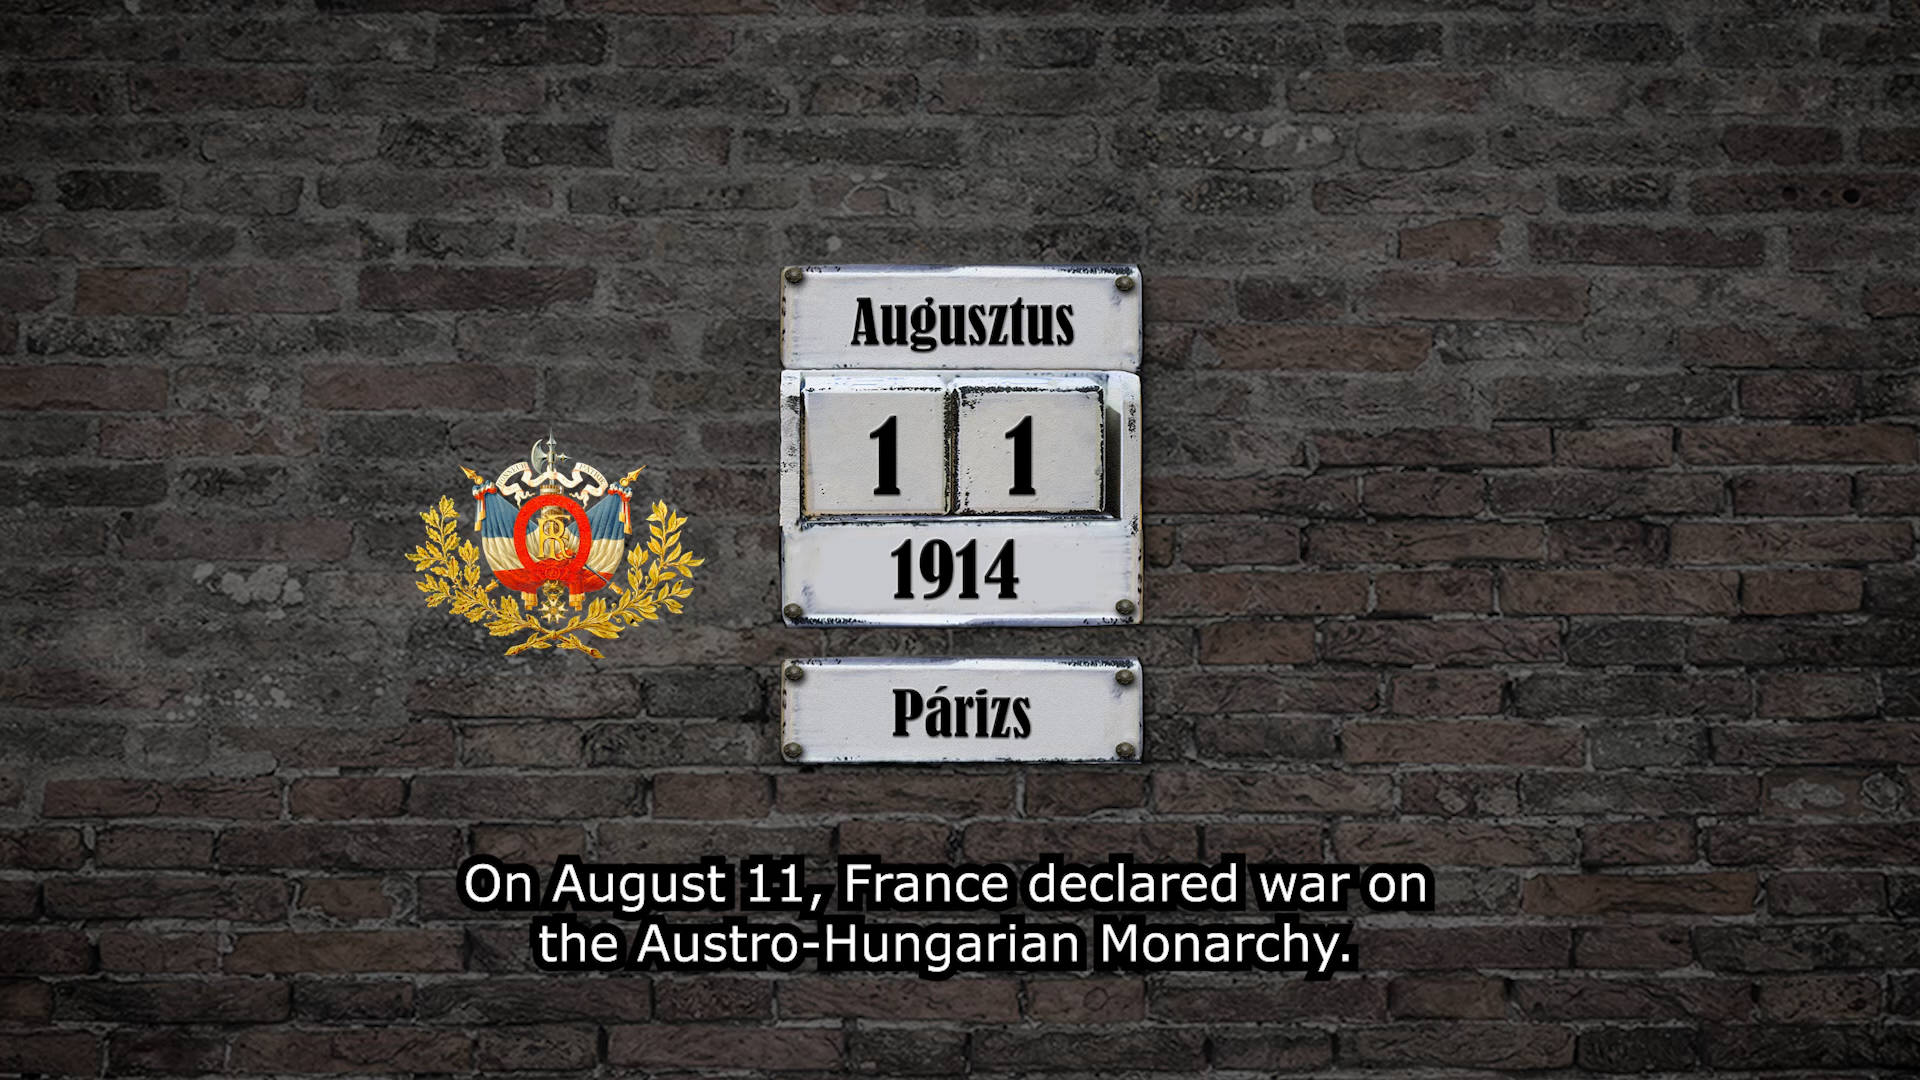 Augusztus
1 1
1914
Párizs
On August 11, France declared war on
the Austro-Hungarian Monarchy.